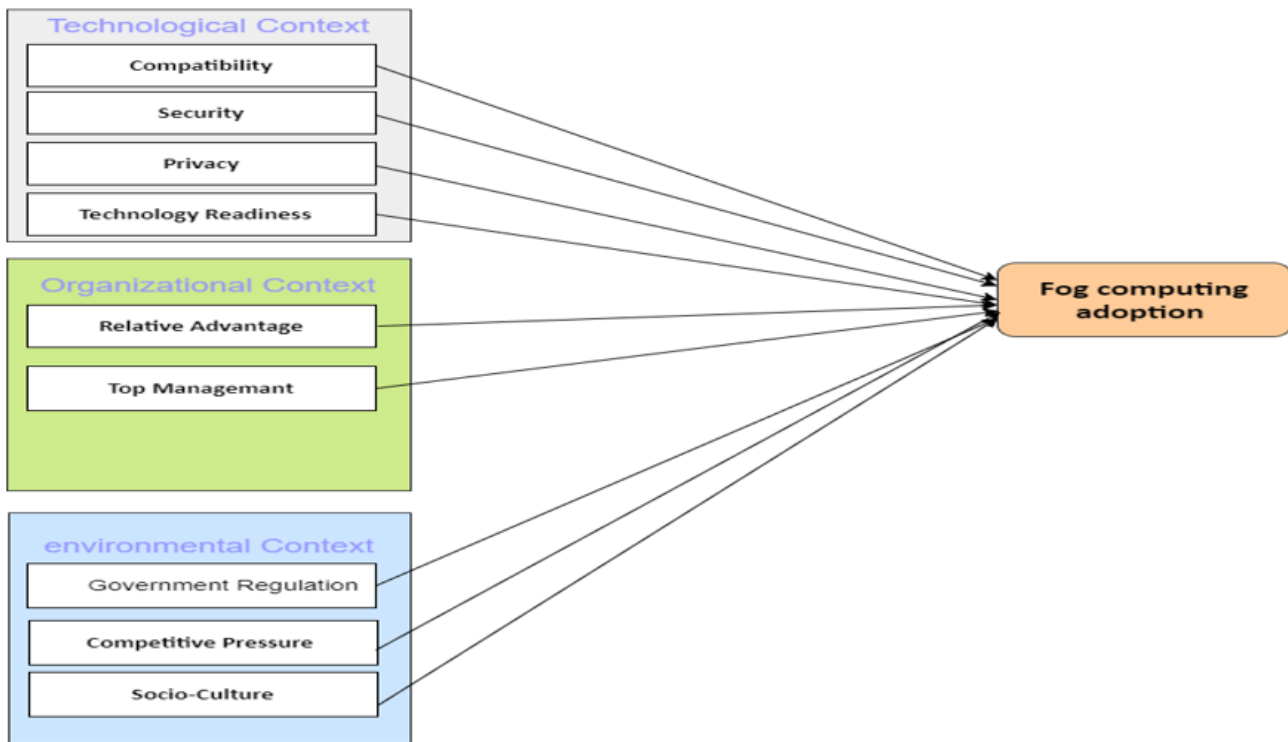 Technological Context
Compatibility
Security
Privacy
Technology Readiness
Organizational Context
Relative Advantage
Top Managemant
environmental Context
Government Regulation
Competitive Pressure
Socio-Culture
Fog computing
adoption